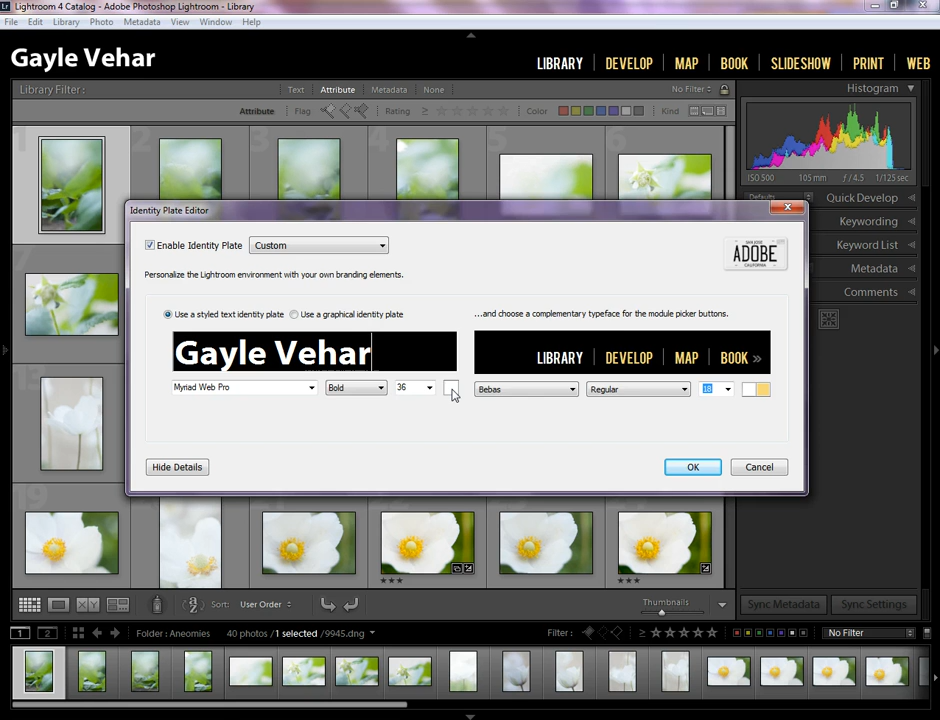 Lr Lightroom 4 Catalog - Adobe Photoshop Lightroom - Library
File Edit Library Photo Metadata View Window Help
Gayle Vehar
LIBRARY DEVELOP MAP BOOK SLIDESHOW PRINT WEB
Library Filter : Text Attribute Metadata None No Filter
Histogram
Attribute Flag Rating ≥ Color Kind
ISO 500 105 mm ƒ / 4.5 1/125 sec
Quick Develop
Keywording
Keyword List
Metadata
Comments
Identity Plate Editor
Enable Identity Plate Custom
SAN JOSE
ADOBE
CALIFORNIA
Personalize the Lightroom environment with your own branding elements.
Use a styled text identity plate Use a graphical identity plate
...and choose a complementary typeface for the module picker buttons.
Gayle Vehar
LIBRARY DEVELOP MAP BOOK »
Myriad Web Pro Bold 36
Bebas Regular 18
Hide Details OK Cancel
Sort: User Order
Thumbnails
Sync Metadata Sync Settings
1 2 Folder : Aneomies 40 photos / 1 selected /9945.dng Filter : ≥ No Filter